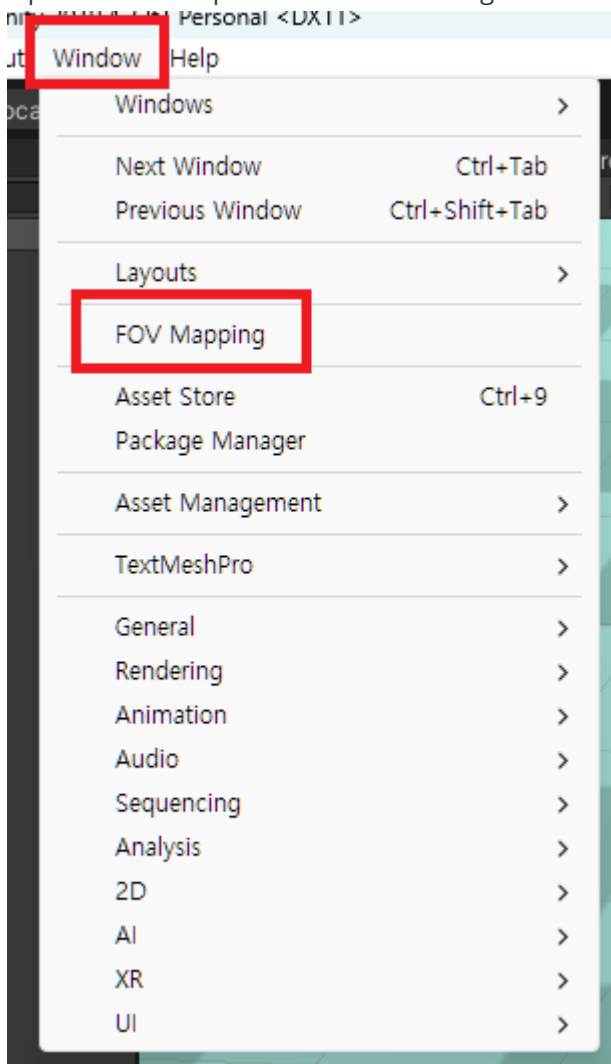 Personal <DX11>
Window Help
Windows >
Next Window Ctrl+Tab
Previous Window Ctrl+Shift+Tab
Layouts >
FOV Mapping
Asset Store Ctrl+9
Package Manager
Asset Management >
TextMeshPro >
General >
Rendering >
Animation >
Audio >
Sequencing >
Analysis >
2D >
AI >
XR >
UI >